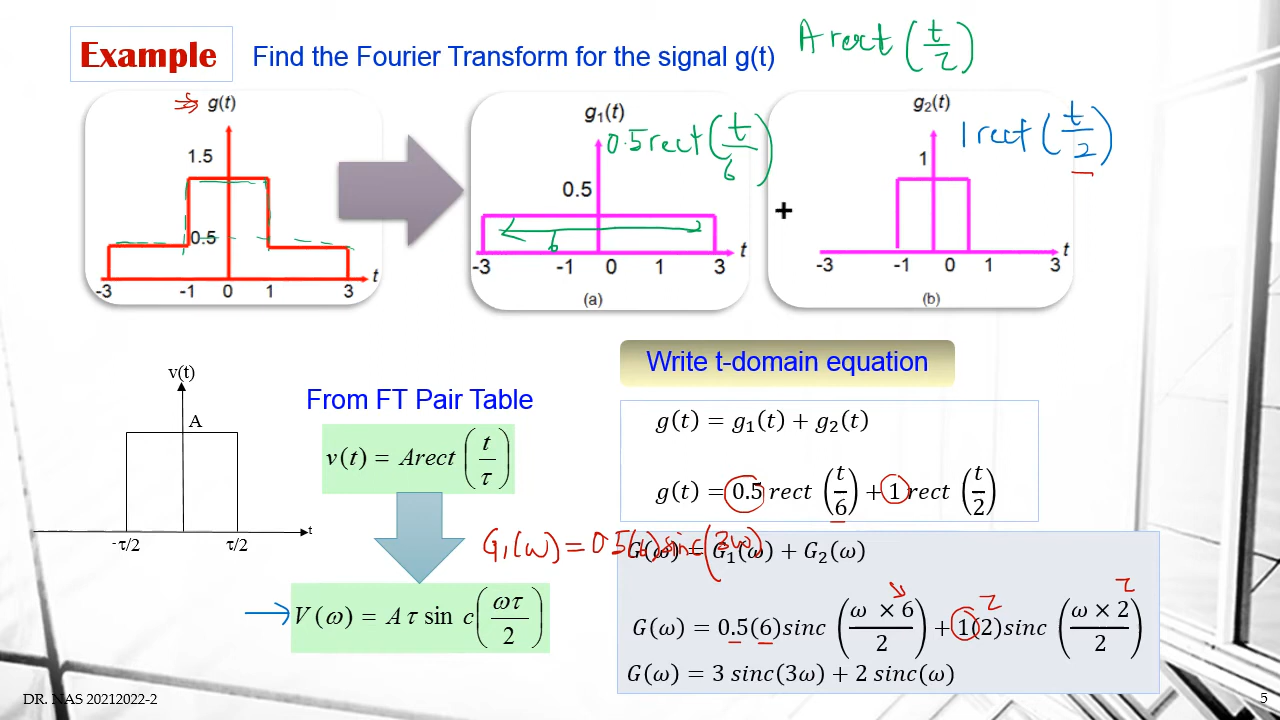 Example
Find the Fourier Transform for the signal g(t)
A rect (t/τ)
g(t)
1.5
0.5
-3 -1 0 1 3 t
g₁(t)
0.5 rect (t/6)
0.5
6
-3 -1 0 1 3 t
(a)
+
g₂(t)
1 rect (t/2)
1
-3 -1 0 1 3 t
(b)
v(t)
A
-τ/2 τ/2 t
From FT Pair Table
v(t) = Arect (t/τ)
V(ω) = Aτ sin c(ωτ/2)
Write t-domain equation
g(t) = g₁(t) + g₂(t)
g(t) = 0.5 rect (t/6) + 1 rect (t/2)
G₁(ω) = 0.5(6) sinc(3ω)
G(ω) = G₁(ω) + G₂(ω)
τ τ
G(ω) = 0.5(6)sinc (ω × 6/2) + 1(2)sinc (ω × 2/2)
G(ω) = 3 sinc(3ω) + 2 sinc(ω)
DR. NAS 20212022-2
5